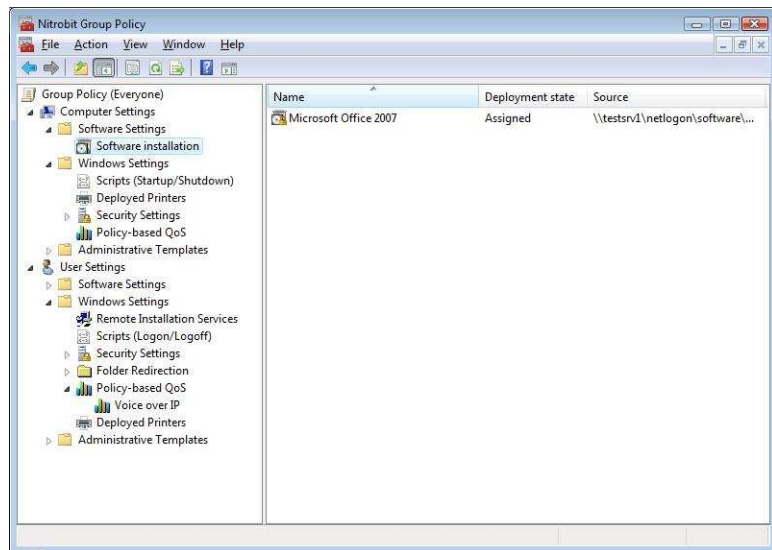 Nitrobit Group Policy
File Action View Window Help
Group Policy (Everyone)
Computer Settings
Software Settings
Software installation
Windows Settings
Scripts (Startup/Shutdown)
Deployed Printers
Security Settings
Policy-based QoS
Administrative Templates
User Settings
Software Settings
Windows Settings
Remote Installation Services
Scripts (Logon/Logoff)
Security Settings
Folder Redirection
Policy-based QoS
Voice over IP
Deployed Printers
Administrative Templates
Name Deployment state Source
Microsoft Office 2007 Assigned \\testsrv1\netlogon\software\...